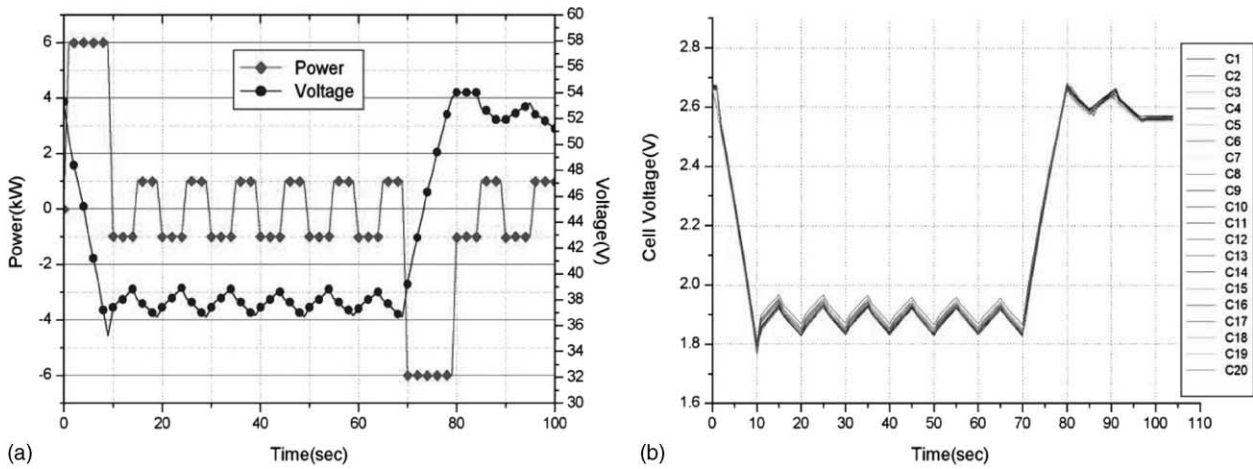 Power(kW)
6
4
2
0
-2
-4
-6
Power
Voltage
60
58
56
54
52
50
48
46
44
42
40
38
36
34
32
30
Voltage(V)
0
20
40
60
80
100
Time(sec)
(a)
Cell Voltage(V)
2.8
2.6
2.4
2.2
2.0
1.8
1.6
0
10
20
30
40
50
60
70
80
90
100
110
Time(sec)
(b)
C1
C2
C3
C4
C5
C6
C7
C8
C9
C10
C11
C12
C13
C14
C15
C16
C17
C18
C19
C20